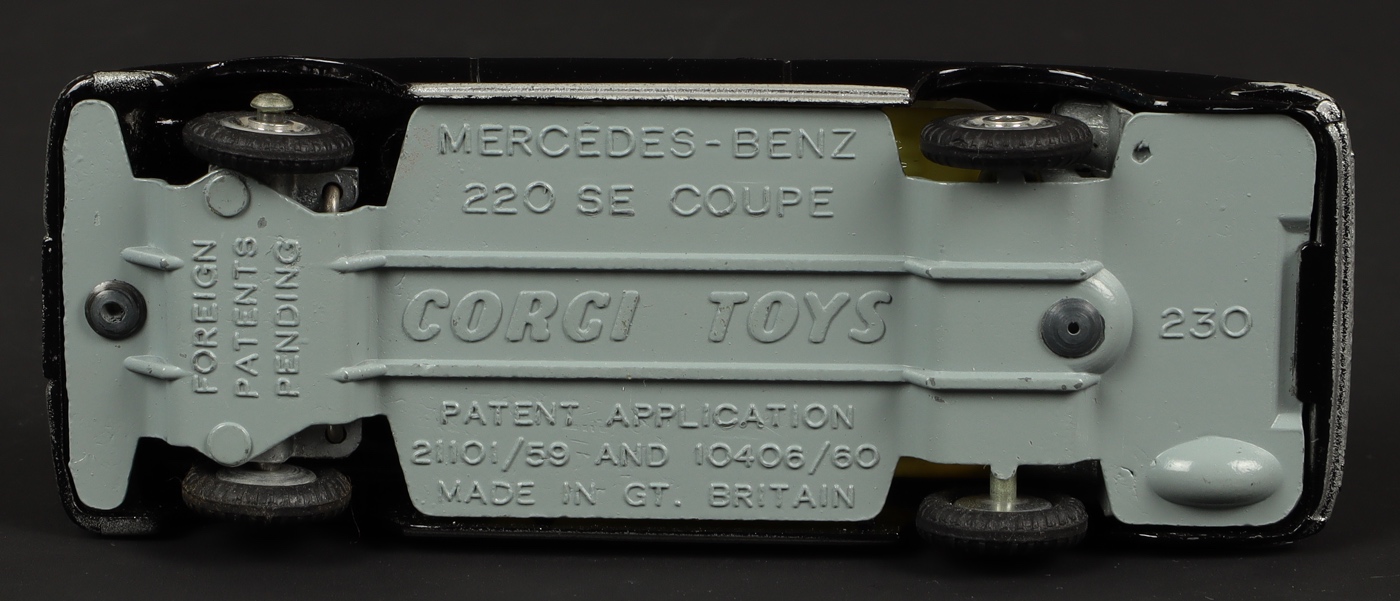 MERCEDES-BENZ
220 SE COUPE
FOREIGN
PATENTS
PENDING
CORGI TOYS
230
PATENT APPLICATION
21101/59 AND 10406/60
MADE IN GT. BRITAIN